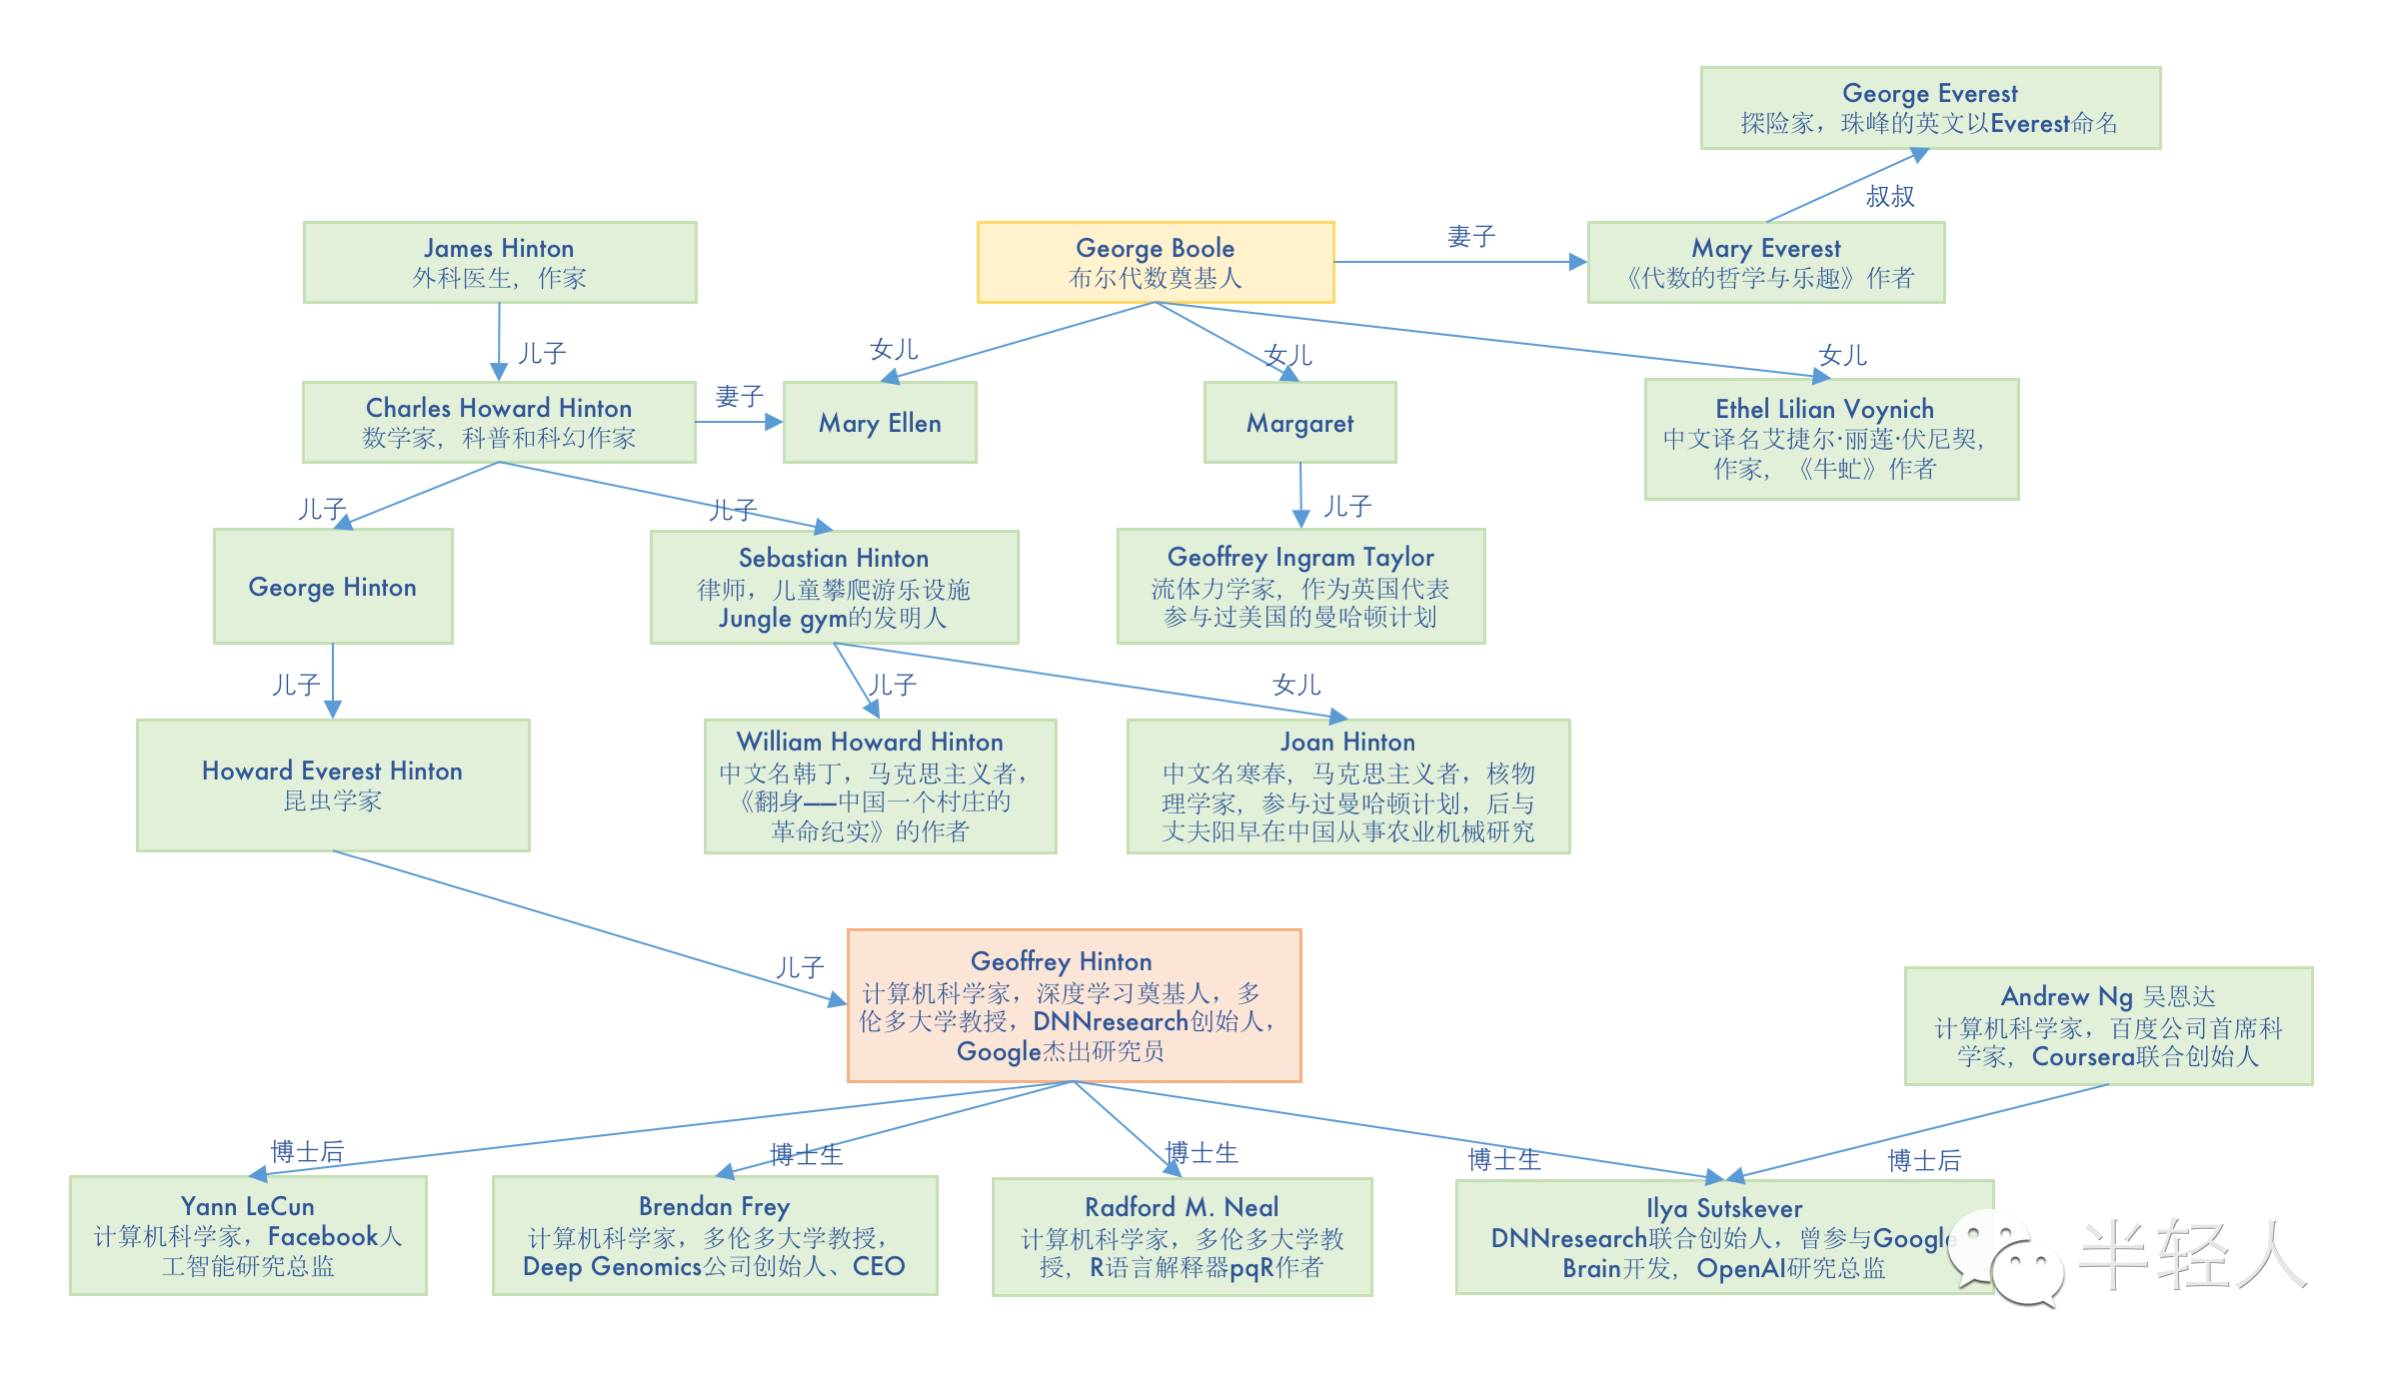 George Everest
探险家，珠峰的英文以Everest命名
叔叔
James Hinton
外科医生，作家
George Boole
布尔代数奠基人
妻子
Mary Everest
《代数的哲学与乐趣》作者
儿子
女儿
女儿
女儿
Charles Howard Hinton
数学家，科普和科幻作家
妻子
Mary Ellen
Margaret
Ethel Lilian Voynich
中文译名艾捷尔·丽莲·伏尼契，
作家，《牛虻》作者
儿子
儿子
儿子
George Hinton
Sebastian Hinton
律师，儿童攀爬游乐设施
Jungle gym的发明人
Geoffrey Ingram Taylor
流体力学家，作为英国代表
参与过美国的曼哈顿计划
儿子
儿子
女儿
Howard Everest Hinton
昆虫学家
William Howard Hinton
中文名韩丁，马克思主义者，
《翻身——中国一个村庄的
革命纪实》的作者
Joan Hinton
中文名寒春，马克思主义者，核物
理学家，参与过曼哈顿计划，后与
丈夫阳早在中国从事农业机械研究
儿子
Geoffrey Hinton
计算机科学家，深度学习奠基人，多
伦多大学教授，DNNresearch创始人，
Google杰出研究员
Andrew Ng 吴恩达
计算机科学家，百度公司首席科
学家，Coursera联合创始人
博士后
博士生
博士生
博士生
博士后
Yann LeCun
计算机科学家，Facebook人
工智能研究总监
Brendan Frey
计算机科学家，多伦多大学教授，
Deep Genomics公司创始人、CEO
Radford M. Neal
计算机科学家，多伦多大学教
授，R语言解释器pqR作者
Ilya Sutskever
DNNresearch联合创始人，曾参与Google
Brain开发，OpenAI研究总监
半轻人